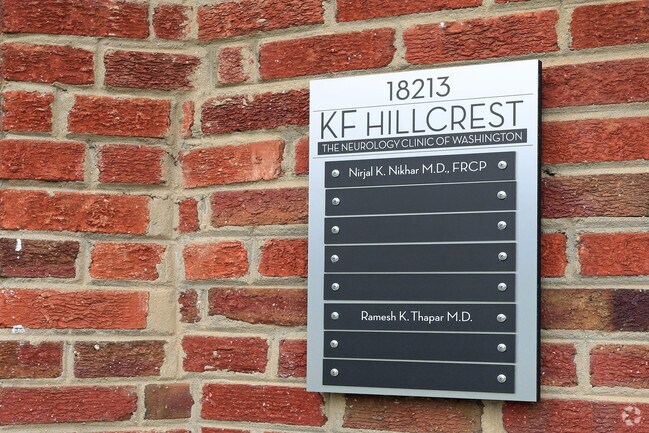 18213
KF HILLCREST
THE NEUROLOGY CLINIC OF WASHINGTON
Nirjal K. Nikhar M.D., FRCP
Ramesh K. Thapar M.D.